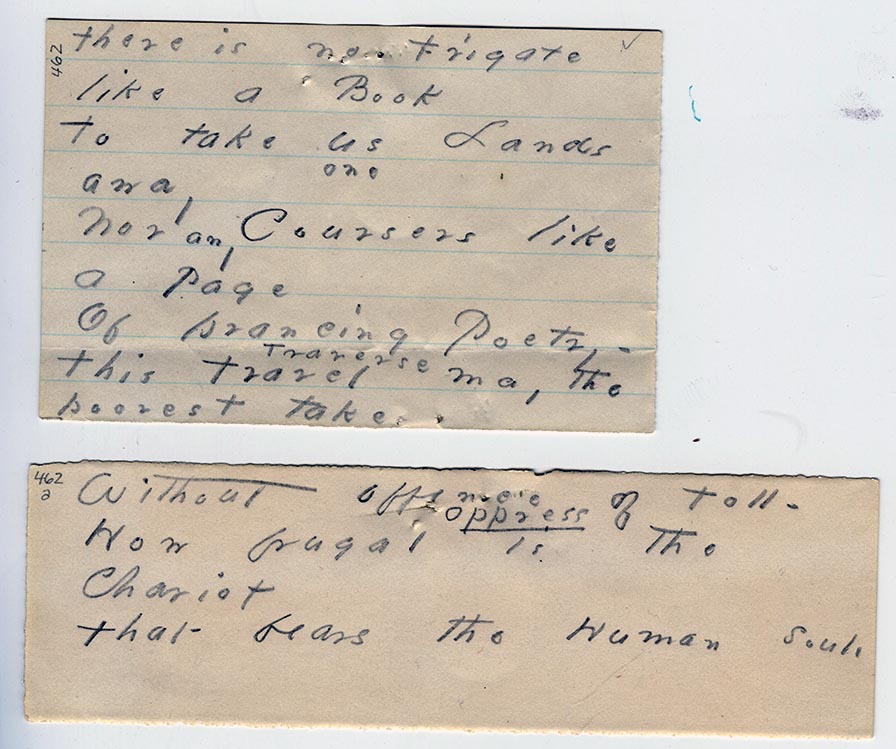 462
there is no Frigate
like a Book
To take us Lands
away
one
Nor any Coursers like
a Page
Of prancing Poetry -
Traverse
this travel may the
poorest take.
462
a
Without offence of toll -
more
oppress
How frugal is the
Chariot
that bears the Human Soul.